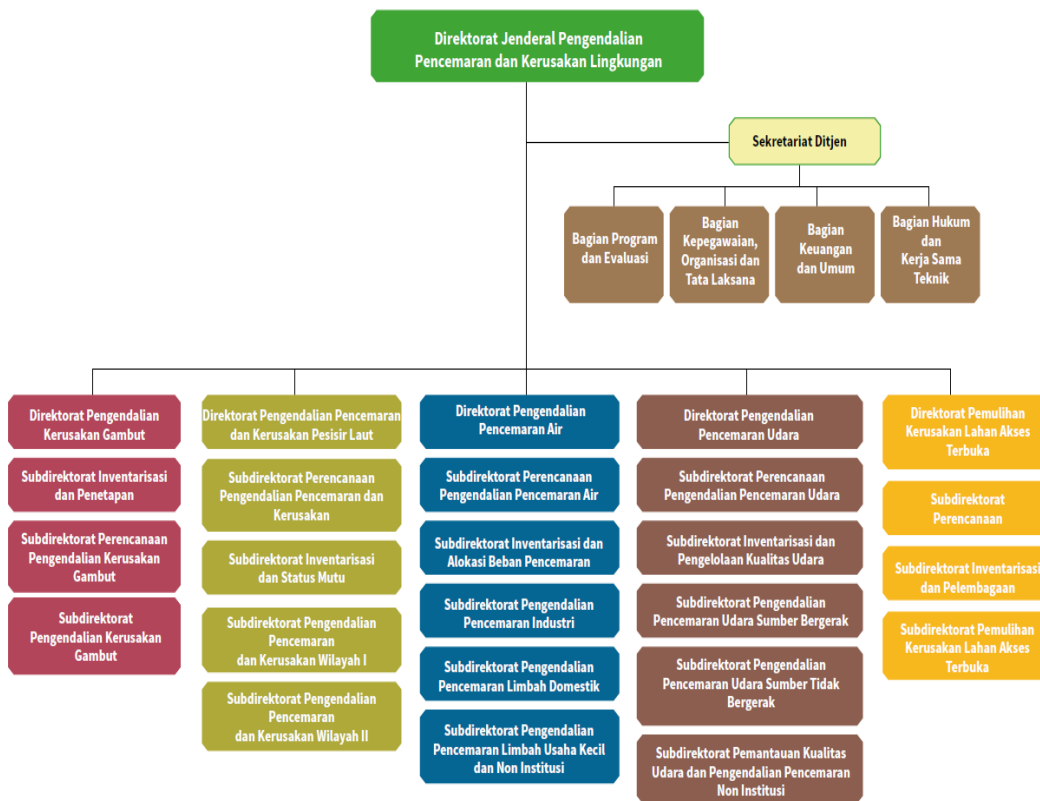 Direktorat Jenderal Pengendalian
Pencemaran dan Kerusakan Lingkungan
Sekretariat Ditjen
Bagian Program
dan Evaluasi
Bagian
Kepegawaian,
Organisasi dan
Tata Laksana
Bagian
Keuangan
dan Umum
Bagian Hukum
dan
Kerja Sama
Teknik
Direktorat Pengendalian
Kerusakan Gambut
Subdirektorat Inventarisasi
dan Penetapan
Subdirektorat Perencanaan
Pengendalian Kerusakan
Gambut
Subdirektorat
Pengendalian Kerusakan
Gambut
Direktorat Pengendalian Pencemaran
dan Kerusakan Pesisir Laut
Subdirektorat Perencanaan
Pengendalian Pencemaran dan
Kerusakan
Subdirektorat Inventarisasi
dan Status Mutu
Subdirektorat Pengendalian
Pencemaran
dan Kerusakan Wilayah I
Subdirektorat Pengendalian
Pencemaran
dan Kerusakan Wilayah II
Direktorat Pengendalian
Pencemaran Air
Subdirektorat Perencanaan
Pengendalian Pencemaran Air
Subdirektorat Inventarisasi dan
Alokasi Beban Pencemaran
Subdirektorat Pengendalian
Pencemaran Industri
Subdirektorat Pengendalian
Pencemaran Limbah Domestik
Subdirektorat Pengendalian
Pencemaran Limbah Usaha Kecil
dan Non Institusi
Direktorat Pengendalian
Pencemaran Udara
Subdirektorat Perencanaan
Pengendalian Pencemaran Udara
Subdirektorat Inventarisasi dan
Pengelolaan Kualitas Udara
Subdirektorat Pengendalian
Pencemaran Udara Sumber Bergerak
Subdirektorat Pengendalian
Pencemaran Udara Sumber Tidak
Bergerak
Subdirektorat Pemantauan Kualitas
Udara dan Pengendalian Pencemaran
Non Institusi
Direktorat Pemulihan
Kerusakan Lahan Akses
Terbuka
Subdirektorat
Perencanaan
Subdirektorat Inventarisasi
dan Pelembagaan
Subdirektorat Pemulihan
Kerusakan Lahan Akses
Terbuka